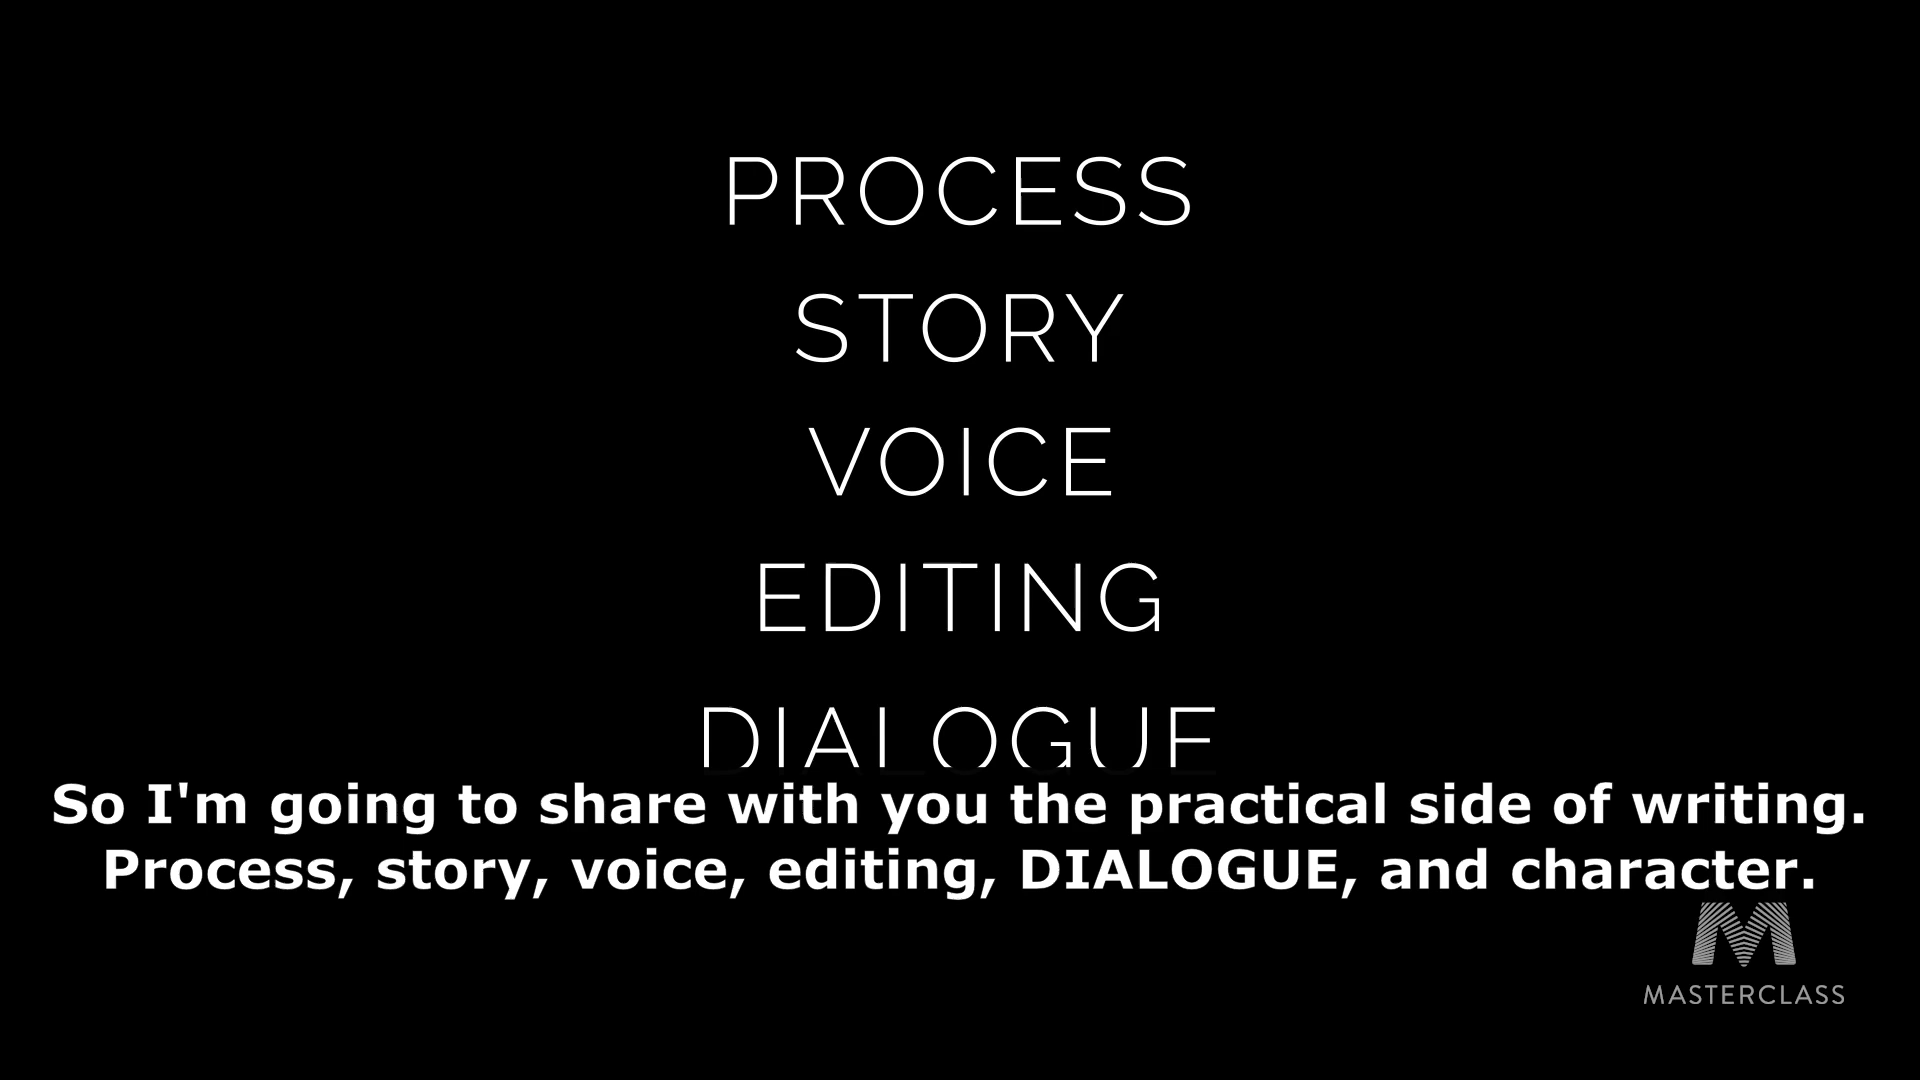 PROCESS
STORY
VOICE
EDITING
DIALOGUE
So I'm going to share with you the practical side of writing.
Process, story, voice, editing, DIALOGUE, and character.
MASTERCLASS